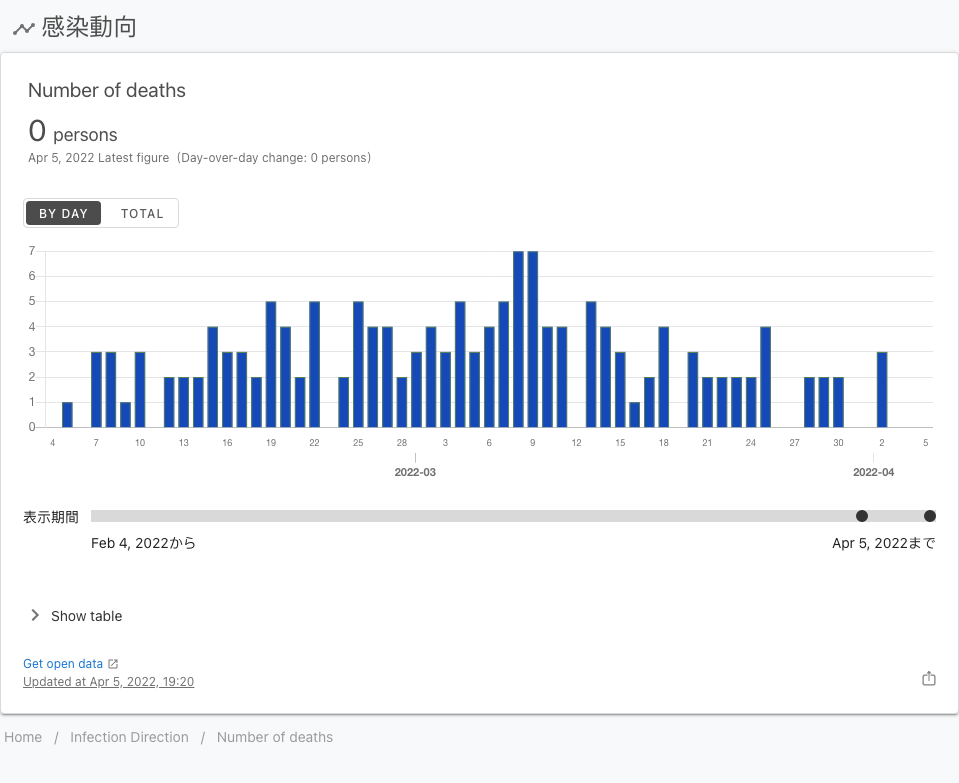 感染動向
Number of deaths
0 persons
Apr 5, 2022 Latest figure (Day-over-day change: 0 persons)
BY DAY TOTAL
7
6
5
4
3
2
1
0
4 7 10 13 16 19 22 25 28 3 6 9 12 15 18 21 24 27 30 2 5
2022-03 2022-04
表示期間
Feb 4, 2022から Apr 5, 2022まで
Show table
Get open data
Updated at Apr 5, 2022, 19:20
Home / Infection Direction / Number of deaths